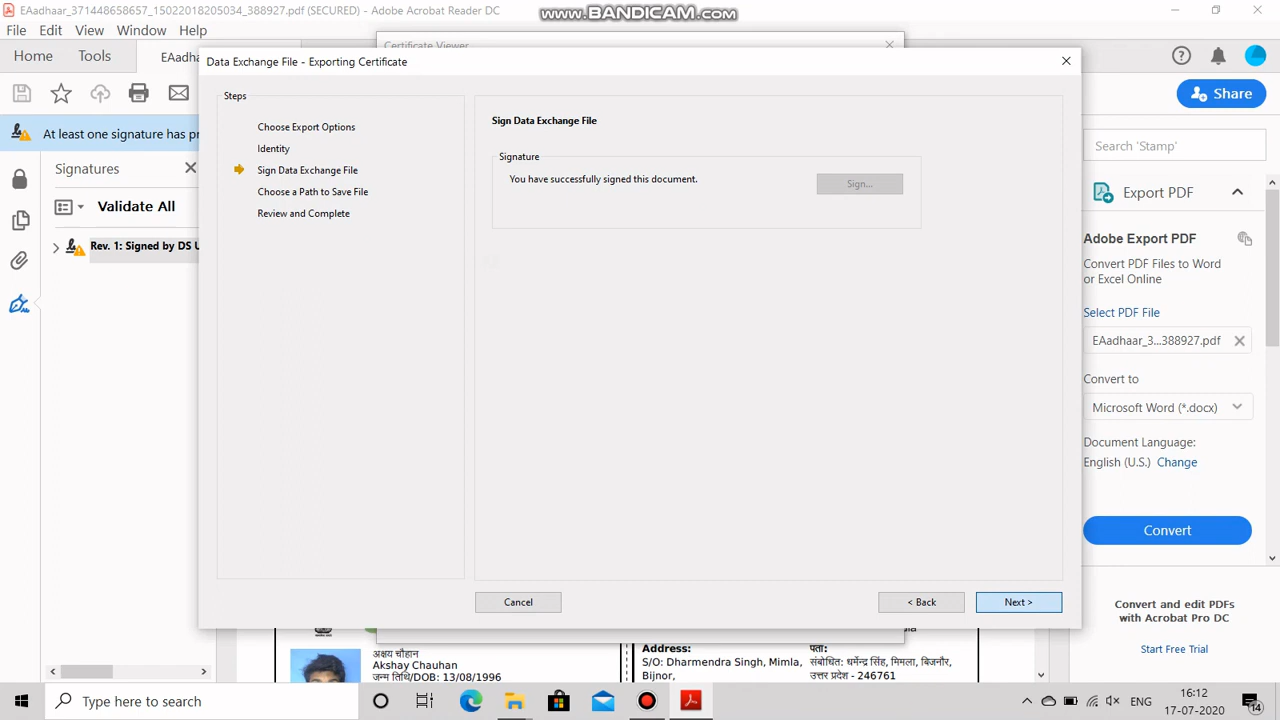 EAadhaar_371448658657_15022018205034_388927.pdf (SECURED) - Adobe Acrobat Reader DC
www.BANDICAM.com
File Edit View Window Help
Certificate Viewer
Home Tools EAadha
Data Exchange File - Exporting Certificate
Share
Steps
Choose Export Options
Identity
Sign Data Exchange File
Choose a Path to Save File
Review and Complete
Sign Data Exchange File
Signature
You have successfully signed this document.
Sign...
Cancel
< Back
Next >
At least one signature has pr
Signatures
Validate All
Rev. 1: Signed by DS U
Search 'Stamp'
Export PDF
Adobe Export PDF
Convert PDF Files to Word
or Excel Online
Select PDF File
EAadhaar_3...388927.pdf
Convert to
Microsoft Word (*.docx)
Document Language:
English (U.S.) Change
Convert
Convert and edit PDFs
with Acrobat Pro DC
Start Free Trial
अक्षय चौहान
Akshay Chauhan
जन्म तिथि/DOB: 13/08/1996
Address:
S/O: Dharmendra Singh, Mimla,
Bijnor,
पता:
संबोधित: धर्मेन्द्र सिंह, मिमला, बिजनौर,
उत्तर प्रदेश - 246761
Type here to search
ENG
16:12
17-07-2020
14